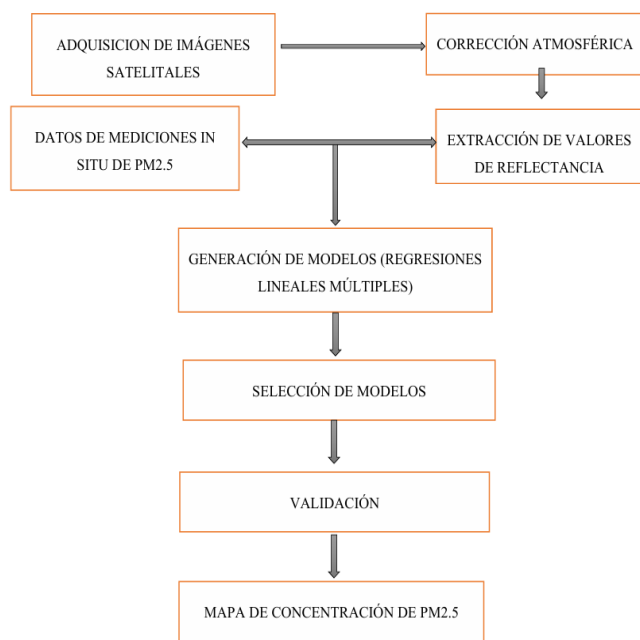 ADQUISICION DE IMÁGENES
SATELITALES
CORRECCIÓN ATMOSFÉRICA
DATOS DE MEDICIONES IN
SITU DE PM2.5
EXTRACCIÓN DE VALORES
DE REFLECTANCIA
GENERACIÓN DE MODELOS (REGRESIONES
LINEALES MÚLTIPLES)
SELECCIÓN DE MODELOS
VALIDACIÓN
MAPA DE CONCENTRACIÓN DE PM2.5